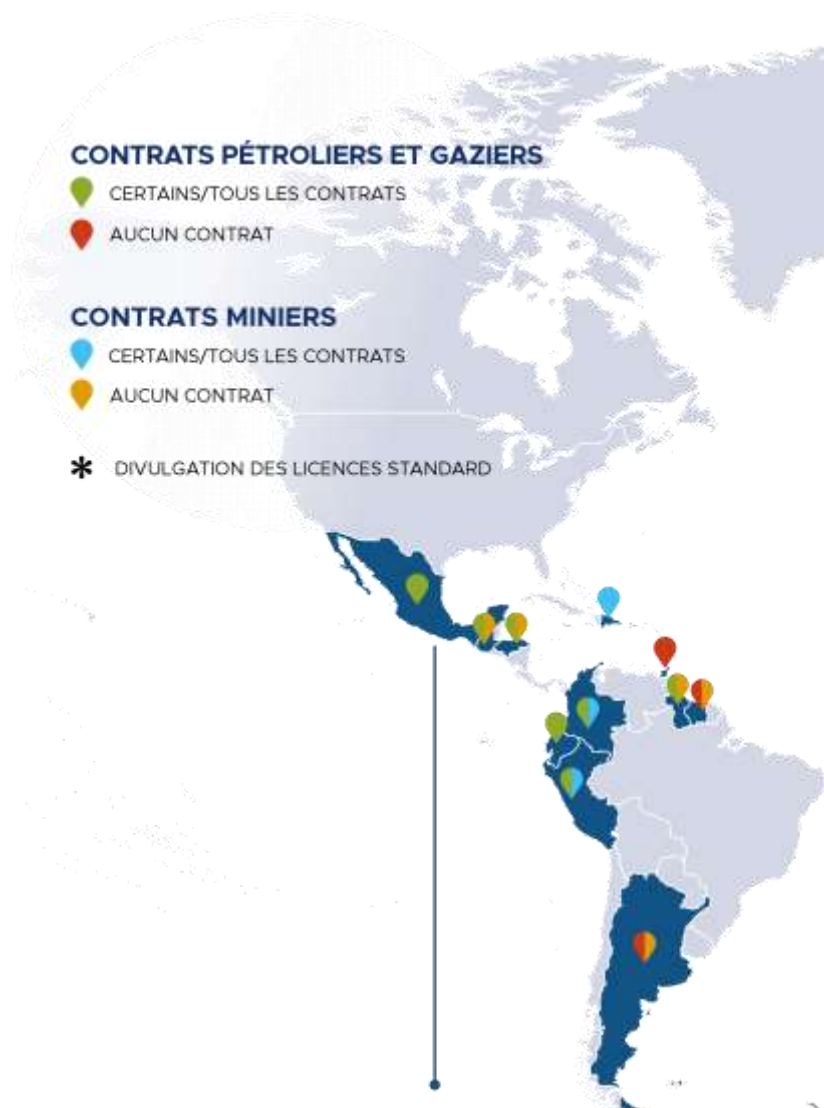 CONTRATS PÉTROLIERS ET GAZIERS
CERTAINS/TOUS LES CONTRATS
AUCUN CONTRAT
CONTRATS MINIERS
CERTAINS/TOUS LES CONTRATS
AUCUN CONTRAT
* DIVULGATION DES LICENCES STANDARD